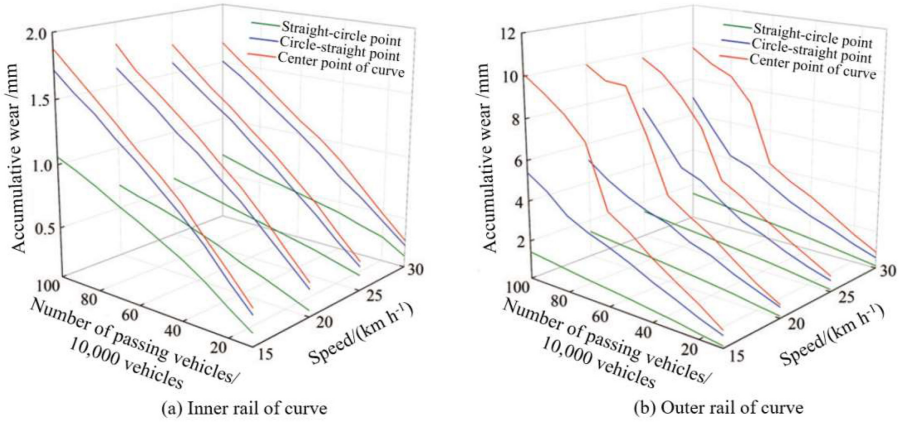 2.0
1.5
1.0
0.5
Accumulative wear /mm
Straight-circle point
Circle-straight point
Center point of curve
100
80
60
40
20
Number of passing vehicles/
10,000 vehicles
15
20
25
30
Speed/(km h⁻¹)
(a) Inner rail of curve
12
10
8
6
4
2
0
Accumulative wear /mm
Straight-circle point
Circle-straight point
Center point of curve
100
80
60
40
20
Number of passing vehicles/
10,000 vehicles
15
20
25
30
Speed/(km h⁻¹)
(b) Outer rail of curve